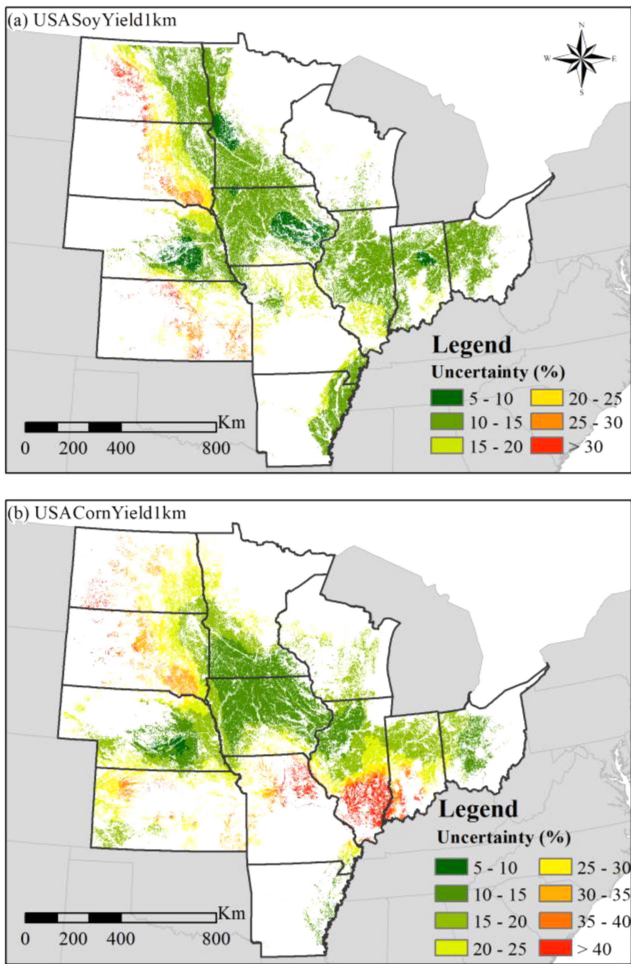 (a) USASoyYield1km
N
W E
S
Legend
Uncertainty (%)
5 - 10 20 - 25
10 - 15 25 - 30
15 - 20 > 30
Km
0 200 400 800
(b) USACornYield1km
Legend
Uncertainty (%)
5 - 10 25 - 30
10 - 15 30 - 35
15 - 20 35 - 40
20 - 25 > 40
Km
0 200 400 800